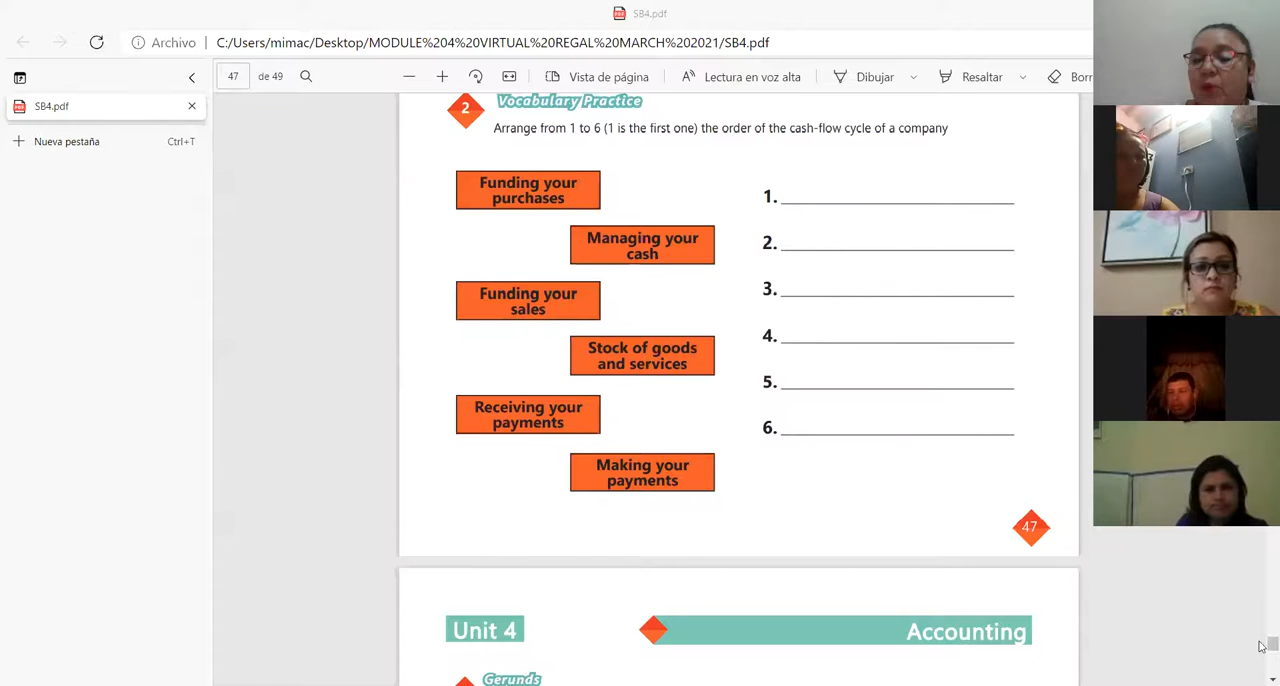 SB4.pdf
Archivo C:/Users/mimac/Desktop/MODULE%204%20VIRTUAL%20REGAL%20MARCH%202021/SB4.pdf
47 de 49 Vista de página Lectura en voz alta Dibujar Resaltar Borr
SB4.pdf
Nueva pestaña Ctrl+T
2 Vocabulary Practice
Arrange from 1 to 6 (1 is the first one) the order of the cash-flow cycle of a company
Funding your
purchases
Managing your
cash
Funding your
sales
Stock of goods
and services
Receiving your
payments
Making your
payments
1.
2.
3.
4.
5.
6.
47
Unit 4
Accounting
Gerunds